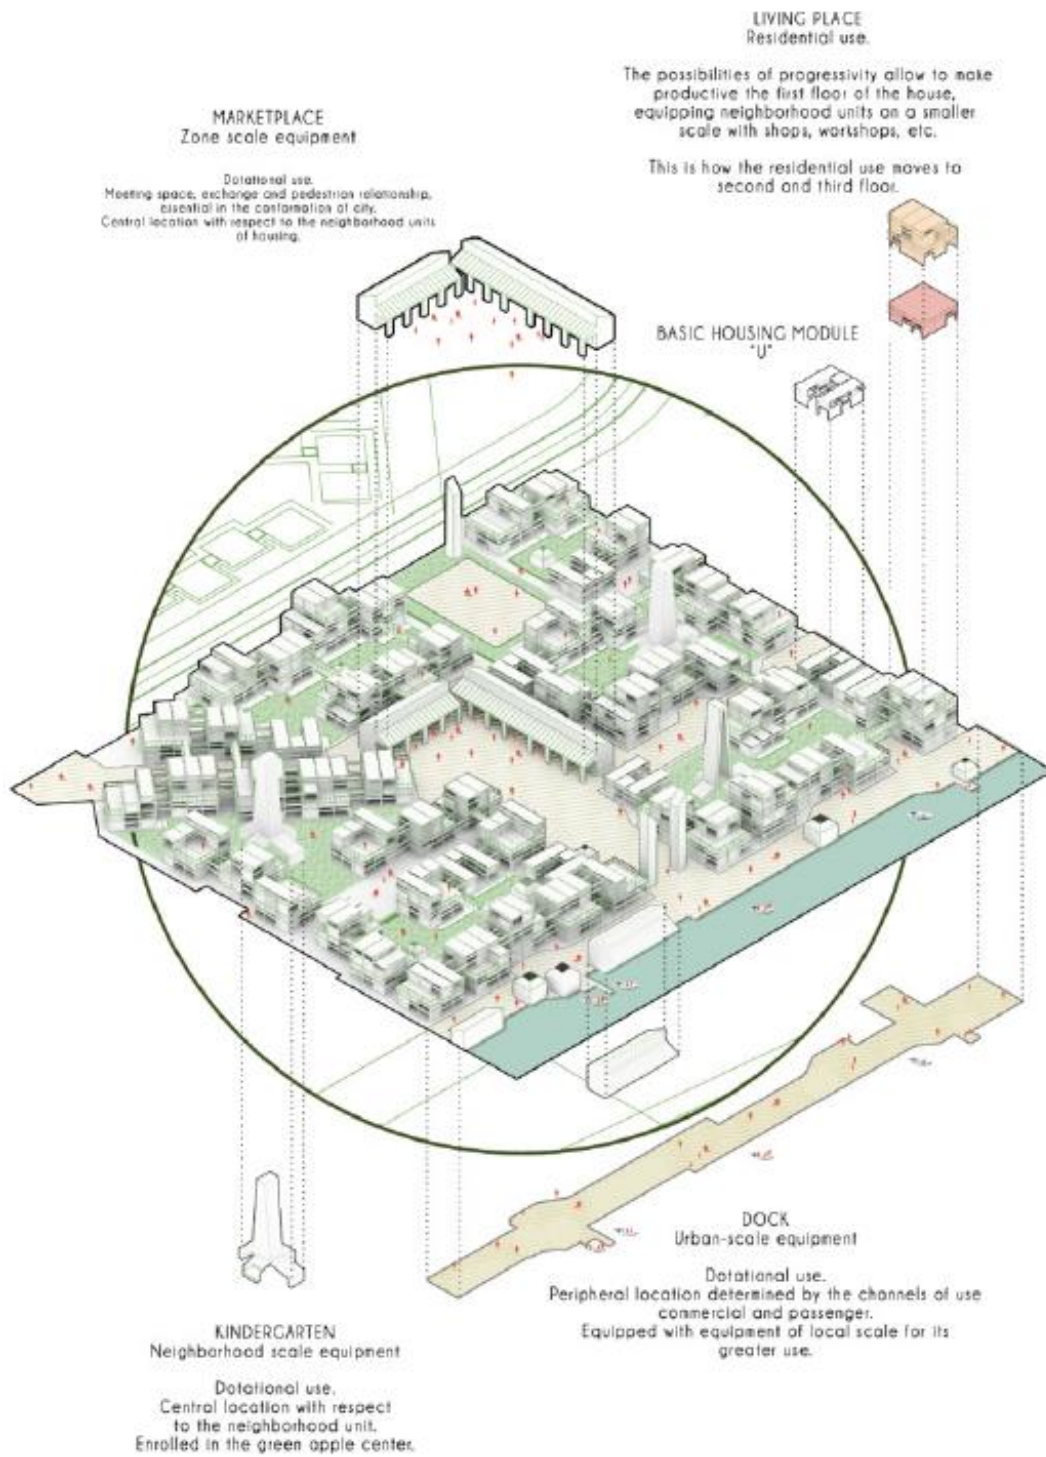 LIVING PLACE
Residential use.
The possibilities of progressivity allow to make
productive the first floor of the house,
equipping neighborhood units on a smaller
scale with shops, workshops, etc.
This is how the residential use moves to
second and third floor.
MARKETPLACE
Zone scale equipment
Dotational use.
Meeting space, exchange and pedestrian relationship,
essential in the conformation of city.
Central location with respect to the neighborhood units
of housing.
BASIC HOUSING MODULE
"U"
DOCK
Urban-scale equipment
Dotational use.
Peripheral location determined by the channels of use
commercial and passenger.
Equipped with equipment of local scale for its
greater use.
KINDERGARTEN
Neighborhood scale equipment
Dotational use.
Central location with respect
to the neighborhood unit.
Enrolled in the green apple center.